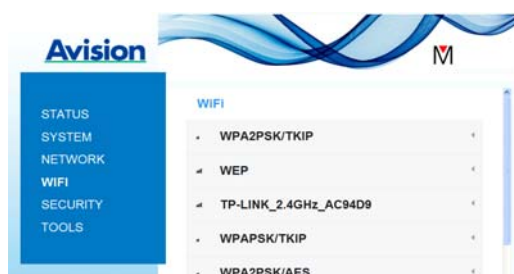 Avision
M
STATUS
SYSTEM
NETWORK
WIFI
SECURITY
TOOLS
WiFi
WPA2PSK/TKIP
WEP
TP-LINK_2.4GHz_AC94D9
WPAPSK/TKIP
WPA2PSK/AES